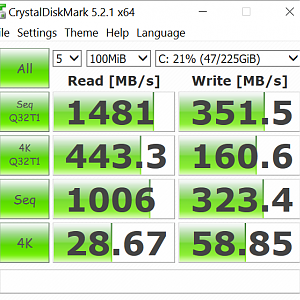 CrystalDiskMark 5.2.1 x64
File Settings Theme Help Language
All 5 100MiB C: 21% (47/225GiB)
Read [MB/s] Write [MB/s]
Seq Q32T1 1481 351.5
4K Q32T1 443.3 160.6
Seq 1006 323.4
4K 28.67 58.85